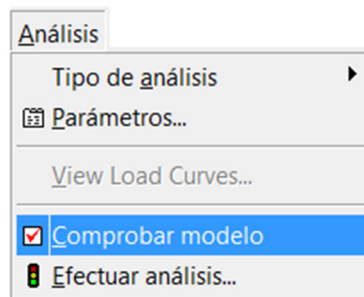 Análisis
Tipo de análisis
Parámetros...
View Load Curves...
Comprobar modelo
Efectuar análisis...